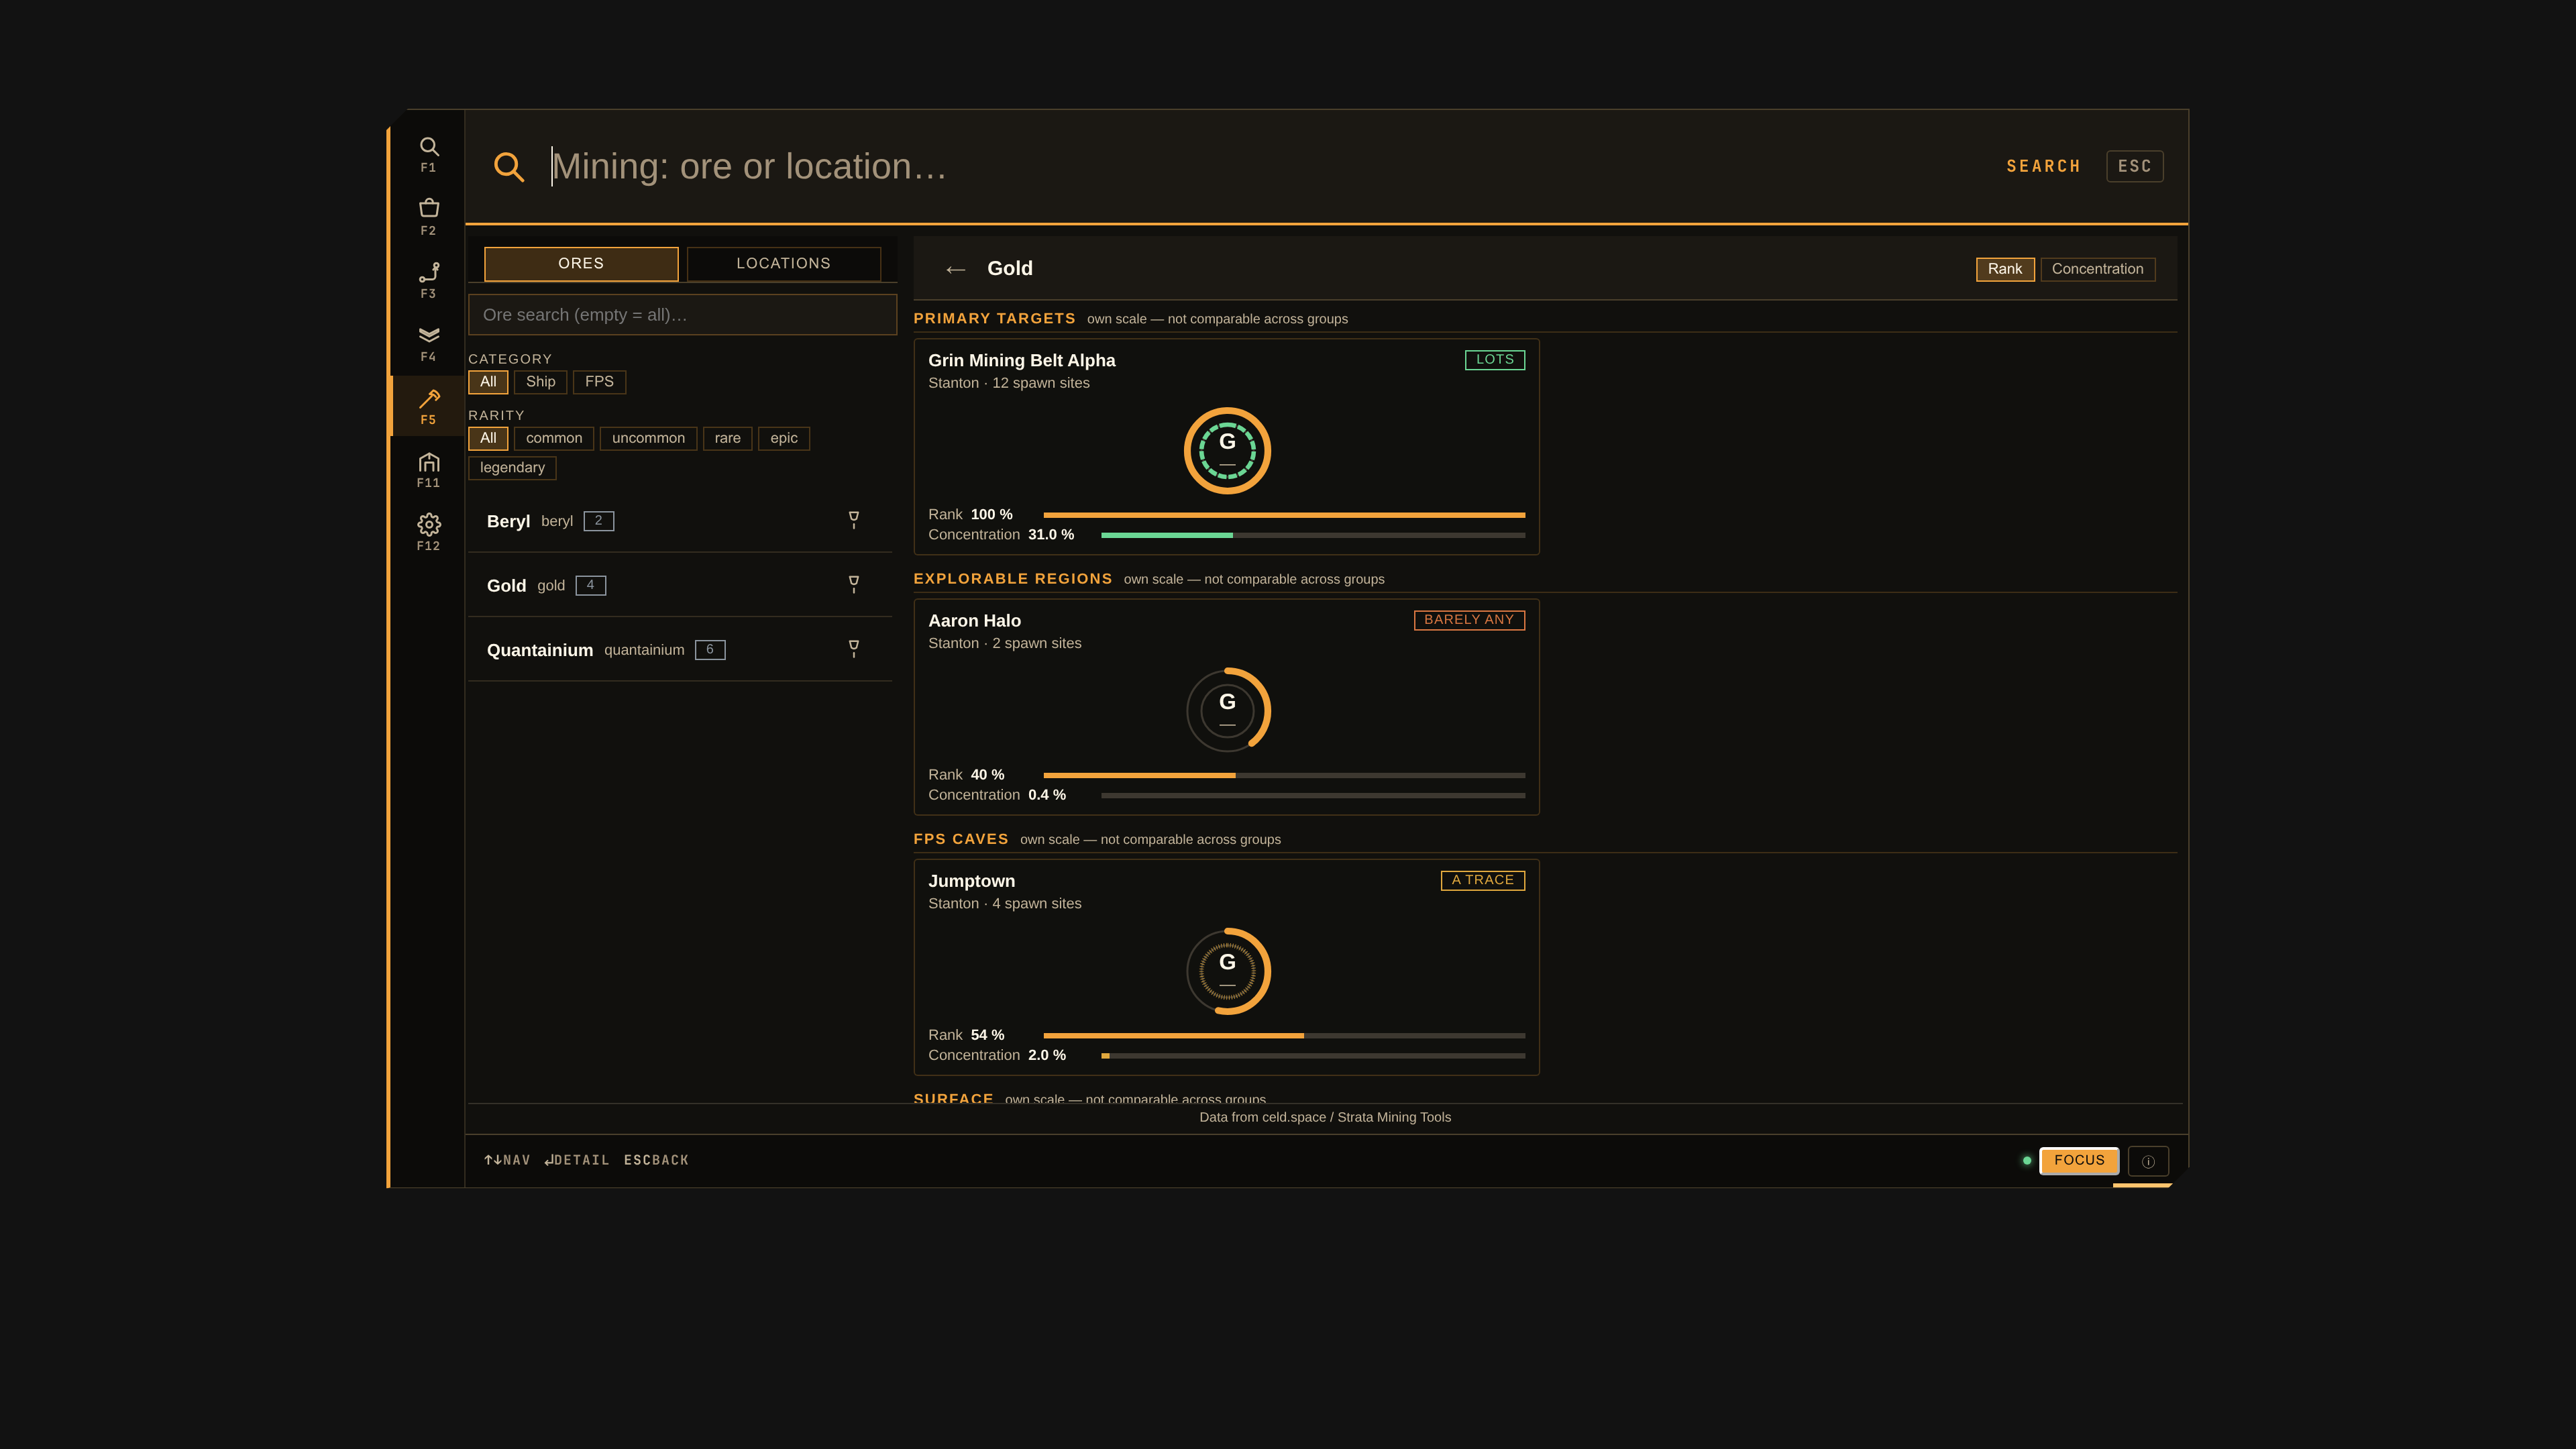 Mining: ore or location…
SEARCH ESC
F1
F2
F3
F4
F5
F11
F12
ORES LOCATIONS
Ore search (empty = all)…
CATEGORY
All Ship FPS
RARITY
All common uncommon rare epic
legendary
Beryl beryl 2
Gold gold 4
Quantainium quantainium 6
← Gold
Rank Concentration
PRIMARY TARGETS own scale — not comparable across groups
Grin Mining Belt Alpha LOTS
Stanton · 12 spawn sites
G
—
Rank 100 %
Concentration 31.0 %
EXPLORABLE REGIONS own scale — not comparable across groups
Aaron Halo BARELY ANY
Stanton · 2 spawn sites
G
—
Rank 40 %
Concentration 0.4 %
FPS CAVES own scale — not comparable across groups
Jumptown A TRACE
Stanton · 4 spawn sites
G
—
Rank 54 %
Concentration 2.0 %
SURFACE own scale — not comparable across groups
Data from celd.space / Strata Mining Tools
↑↓NAV ↲DETAIL ESCBACK
FOCUS ⓘ